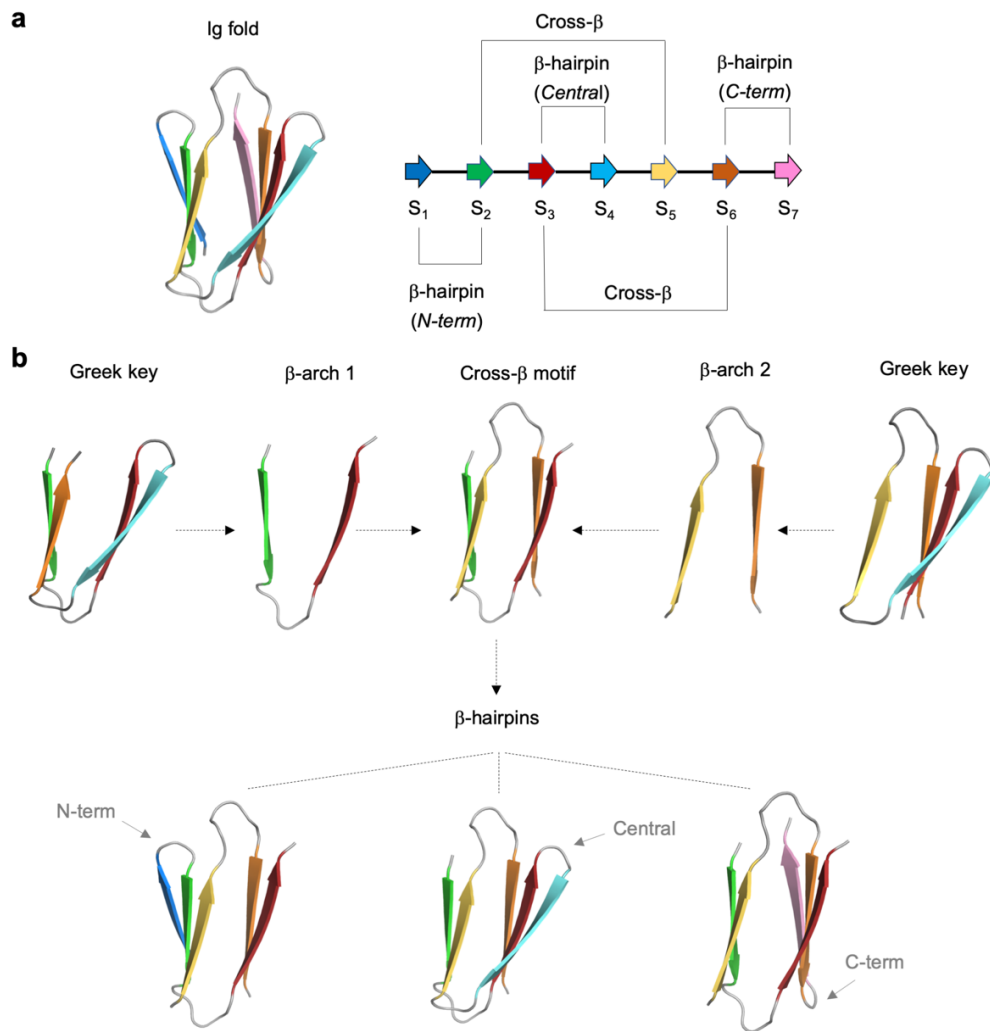 a
Ig fold
Cross-β
β-hairpin
(Central)
β-hairpin
(C-term)
S1 S2 S3 S4 S5 S6 S7
β-hairpin
(N-term)
Cross-β
b
Greek key β-arch 1 Cross-β motif β-arch 2 Greek key
β-hairpins
N-term
Central
C-term